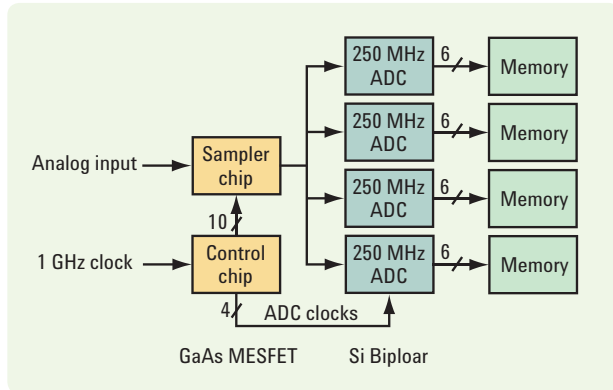 250 MHz
ADC
6
Memory
250 MHz
ADC
6
Memory
Analog input
Sampler
chip
250 MHz
ADC
6
Memory
10
1 GHz clock
Control
chip
250 MHz
ADC
6
Memory
4
ADC clocks
GaAs MESFET
Si Biploar